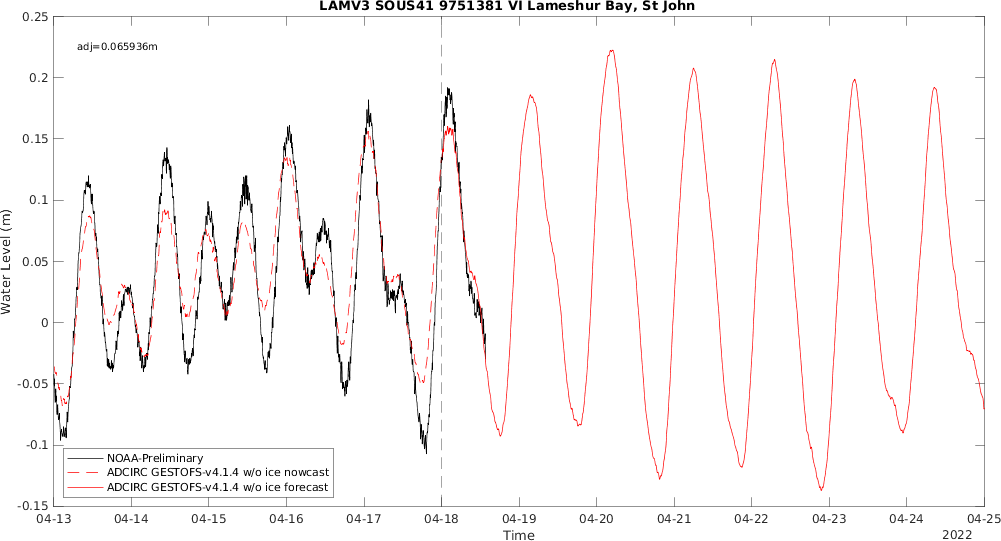 LAMV3 SOUS41 9751381 VI Lameshur Bay, St John
0.25
adj=0.065936m
0.2
0.15
0.1
0.05
0
-0.05
-0.1
-0.15
Water Level (m)
NOAA-Preliminary
ADCIRC GESTOFS-v4.1.4 w/o ice nowcast
ADCIRC GESTOFS-v4.1.4 w/o ice forecast
04-13 04-14 04-15 04-16 04-17 04-18 04-19 04-20 04-21 04-22 04-23 04-24 04-25
Time
2022